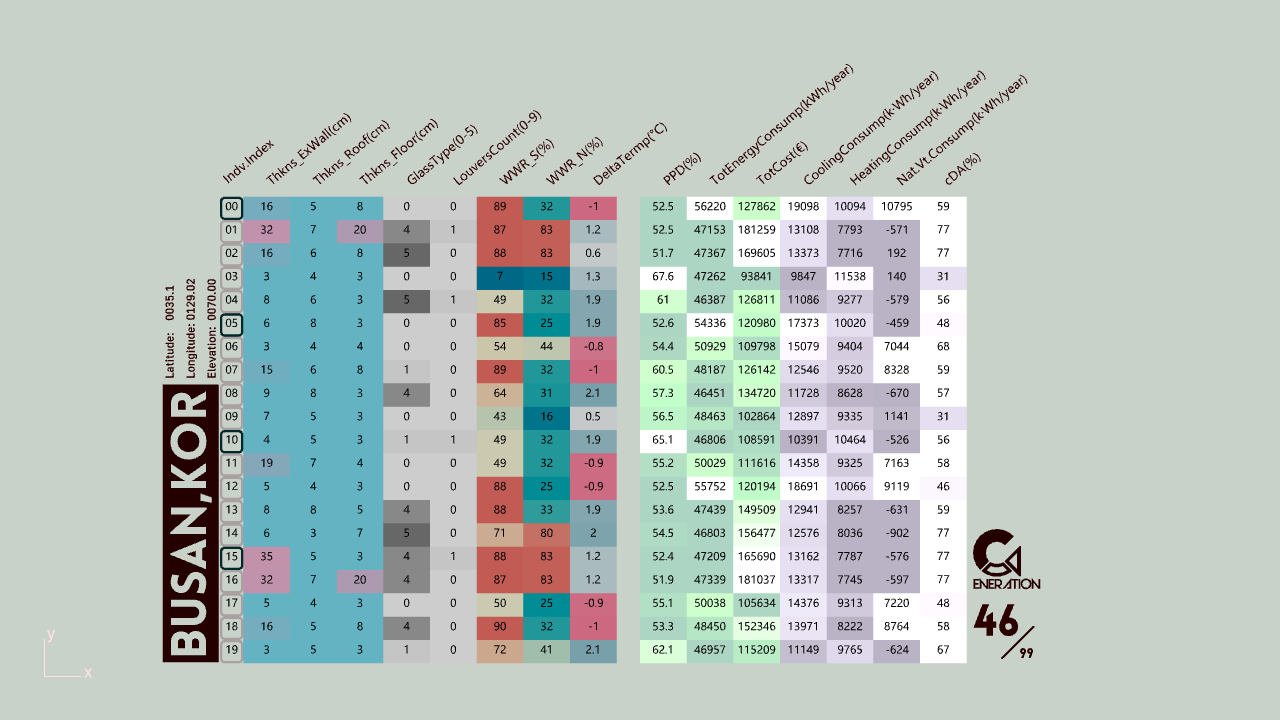 Indv.Index Thkns_ExWall(cm) Thkns_Roof(cm) Thkns_Floor(cm) GlassType(0-5) LouversCount(0-9) WWR_S(%) WWR_N(%) DeltaTermp(°C) PPD(%) TotEnergyConsump(kWh/year) TotCost(€) CoolingConsump(k·Wh/year) HeatingConsump(k·Wh/year) Nat.Vt.Consump(k·Wh/year) cDA(%)
00 16 5 8 0 0 89 32 -1 52.5 56220 127862 19098 10094 10795 59
01 32 7 20 4 1 87 83 1.2 52.5 47153 181259 13108 7793 -571 77
02 16 6 8 5 0 88 83 0.6 51.7 47367 169605 13373 7716 192 77
03 3 4 3 0 0 7 15 1.3 67.6 47262 93841 9847 11538 140 31
04 8 6 3 5 1 49 32 1.9 61 46387 126811 11086 9277 -579 56
05 6 8 3 0 0 85 25 1.9 52.6 54336 120980 17373 10020 -459 48
06 3 4 4 0 0 54 44 -0.8 54.4 50929 109798 15079 9404 7044 68
07 15 6 8 1 0 89 32 -1 60.5 48187 126142 12546 9520 8328 59
08 9 8 3 4 0 64 31 2.1 57.3 46451 134720 11728 8628 -670 57
09 7 5 3 0 0 43 16 0.5 56.5 48463 102864 12897 9335 1141 31
10 4 5 3 1 1 49 32 1.9 65.1 46806 108591 10391 10464 -526 56
11 19 7 4 0 0 49 32 -0.9 55.2 50029 111616 14358 9325 7163 58
12 5 4 3 0 0 88 25 -0.9 52.5 55752 120194 18691 10066 9119 46
13 8 8 5 4 0 88 33 1.9 53.6 47439 149509 12941 8257 -631 59
14 6 3 7 5 0 71 80 2 54.5 46803 156477 12576 8036 -902 77
15 35 5 3 4 1 88 83 1.2 52.4 47209 165690 13162 7787 -576 77
16 32 7 20 4 0 87 83 1.2 51.9 47339 181037 13317 7745 -597 77
17 5 4 3 0 0 50 25 -0.9 55.1 50038 105634 14376 9313 7220 48
18 16 5 8 4 0 90 32 -1 53.3 48450 152346 13971 8222 8764 58
19 3 5 3 1 0 72 41 2.1 62.1 46957 115209 11149 9765 -624 67
Latitude: 0035.1
Longitude: 0129.02
Elevation: 0070.00
BUSAN,KOR
G
ENERATION
46/99
y
x